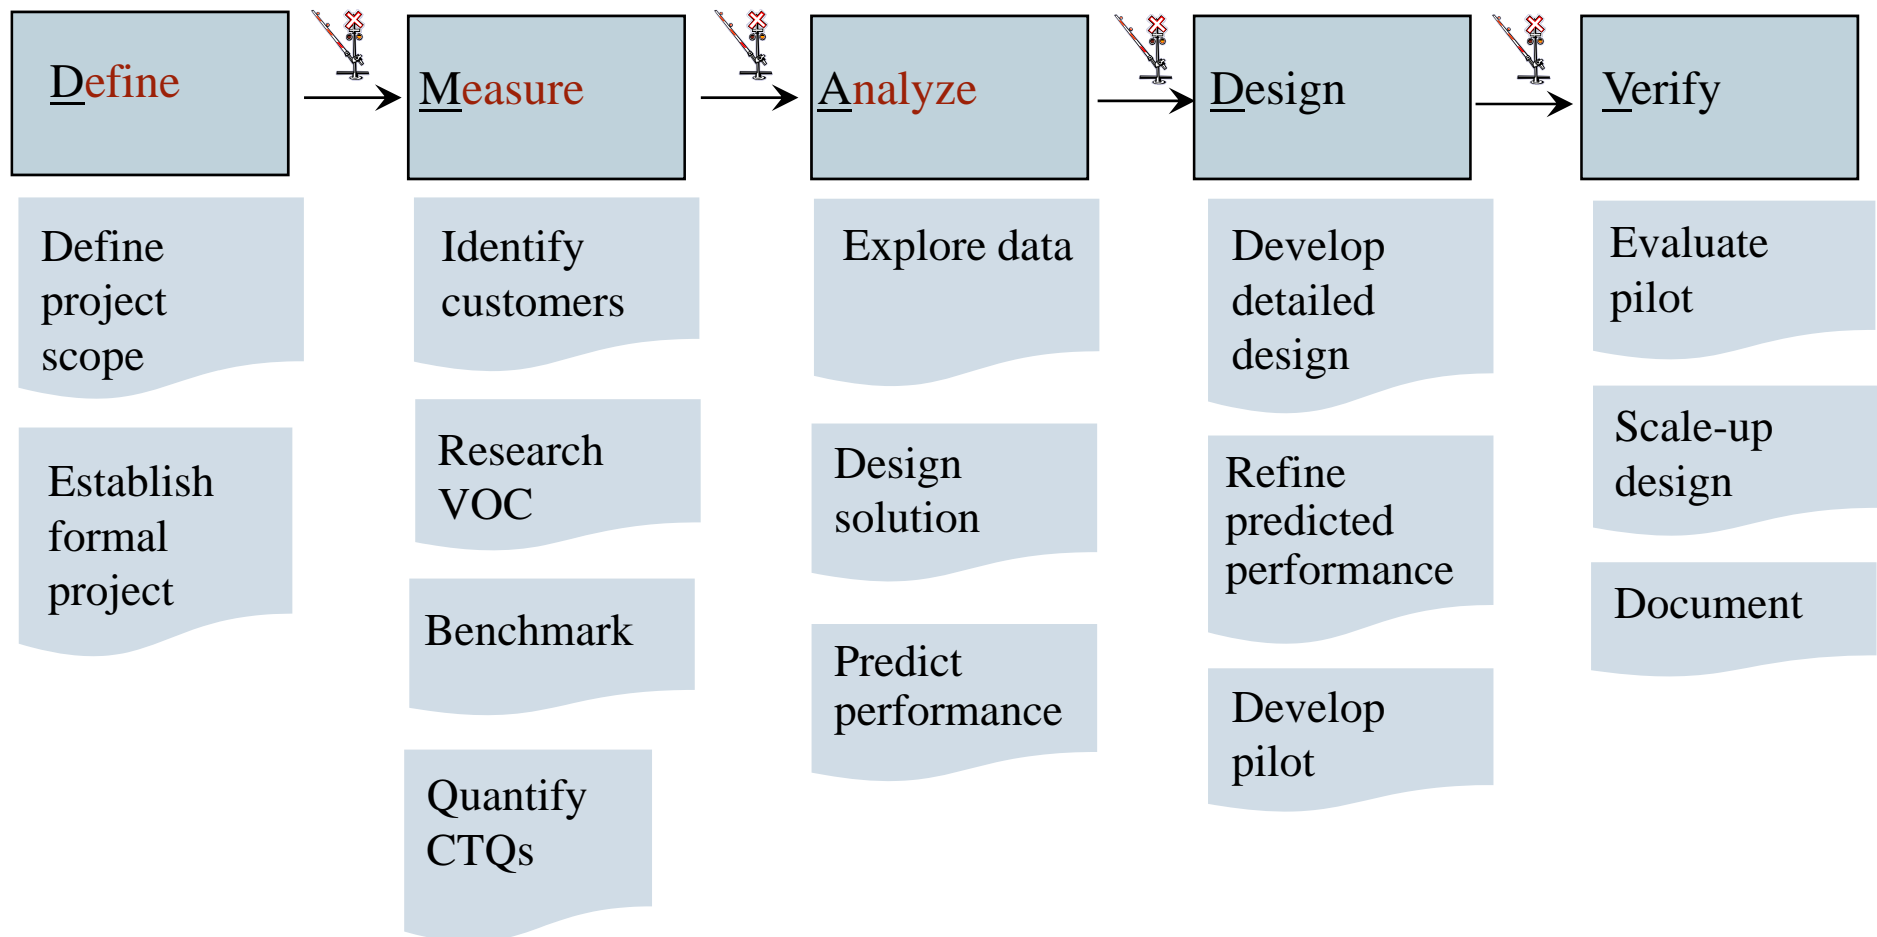 Define
Measure
Analyze
Design
Verify
Define
project
scope
Establish
formal
project
Identify
customers
Research
VOC
Benchmark
Quantify
CTQs
Explore data
Design
solution
Predict
performance
Develop
detailed
design
Refine
predicted
performance
Develop
pilot
Evaluate
pilot
Scale-up
design
Document